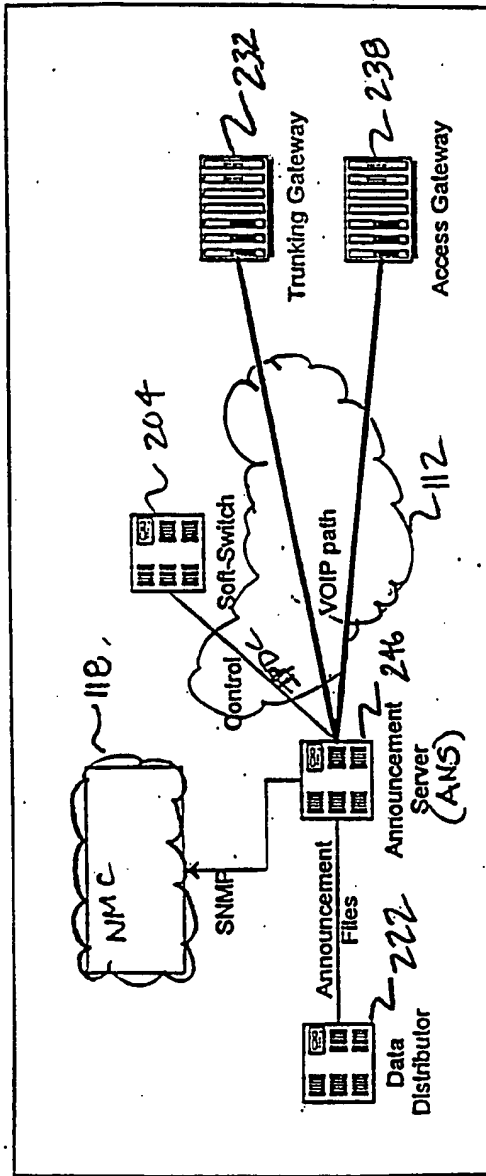 118
NMC
SNMP
204
Soft-Switch
Control
IPDC
232
Trunking Gateway
VOIP path
238
Access Gateway
112
Announcement
Files
222
Data
Distributor
246
Announcement
Server
(ANS)